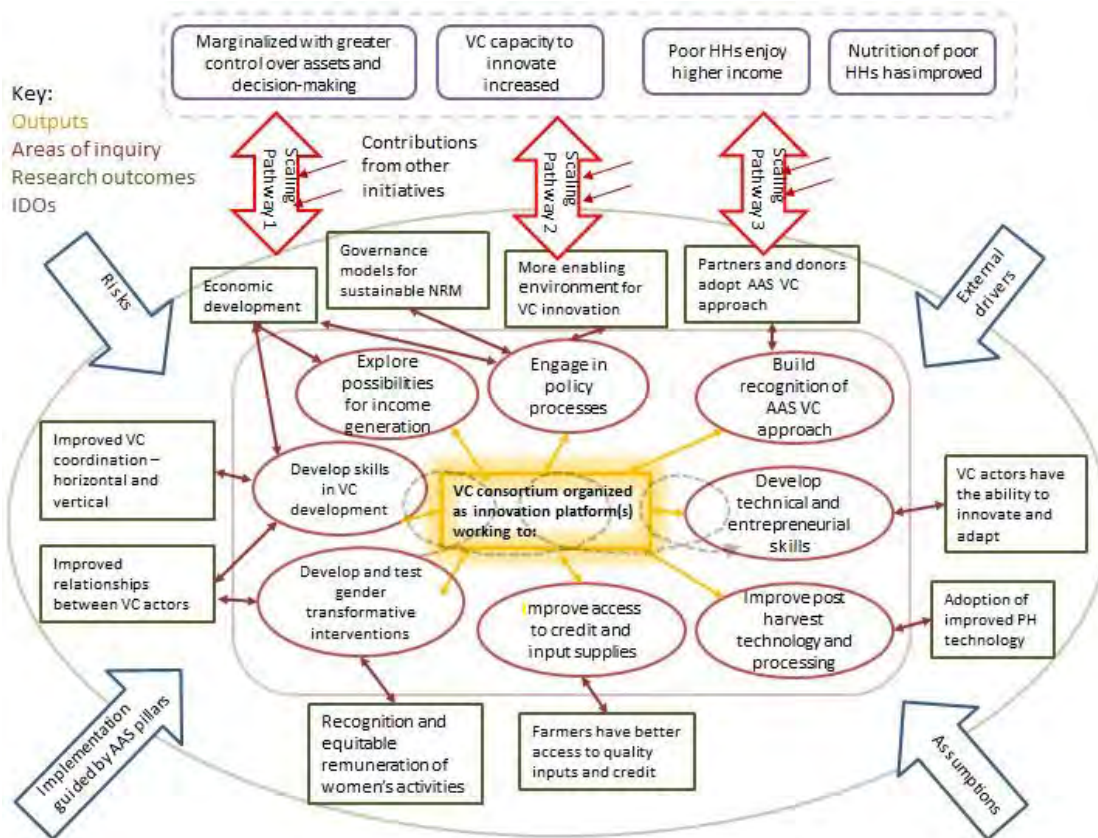 Marginalized with greater
control over assets and
decision-making
VC capacity to
innovate
increased
Poor HHs enjoy
higher income
Nutrition of poor
HHs has improved
Key:
Outputs
Areas of inquiry
Research outcomes
IDOs
Scaling
Pathway 1
Contributions
from other
initiatives
Scaling
Pathway 2
Scaling
Pathway 3
Risks
External
drivers
Economic
development
Governance
models for
sustainable NRM
More enabling
environment for
VC innovation
Partners and donors
adopt AAS VC
approach
Explore
possibilities
for income
generation
Engage in
policy
processes
Build
recognition of
AAS VC
approach
Improved VC
coordination –
horizontal and
vertical
Develop skills
in VC
development
VC consortium organized
as innovation platform(s)
working to:
Develop
technical and
entrepreneurial
skills
VC actors have
the ability to
innovate and
adapt
Improved
relationships
between VC actors
Develop and test
gender
transformative
interventions
Improve access
to credit and
input supplies
Improve post
harvest
technology and
processing
Adoption of
improved PH
technology
Implementation
guided by AAS pillars
Recognition and
equitable
remuneration of
women's activities
Farmers have better
access to quality
inputs and credit
Assumptions